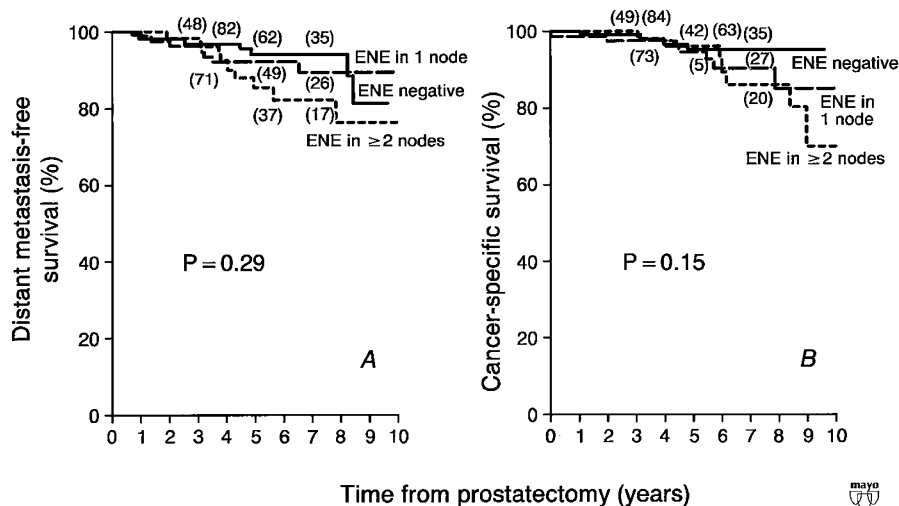 Distant metastasis-free
survival (%)
100
80
60
40
20
0
(48) (82) (62) (35)
ENE in 1 node
(71) (49) (26)
ENE negative
(37) (17)
ENE in ≥2 nodes
P = 0.29
A
0 1 2 3 4 5 6 7 8 9 10
Cancer-specific survival (%)
100
80
60
40
20
0
(49) (84) (42) (63) (35)
ENE negative
(73) (5) (27)
ENE in
1 node
(20)
ENE in ≥2 nodes
P = 0.15
B
0 1 2 3 4 5 6 7 8 9 10
Time from prostatectomy (years)
mayo